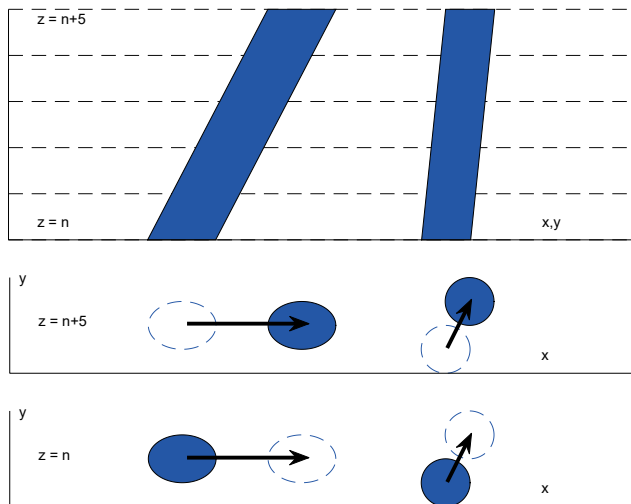 z = n+5
z = n
x,y
y
z = n+5
x
y
z = n
x